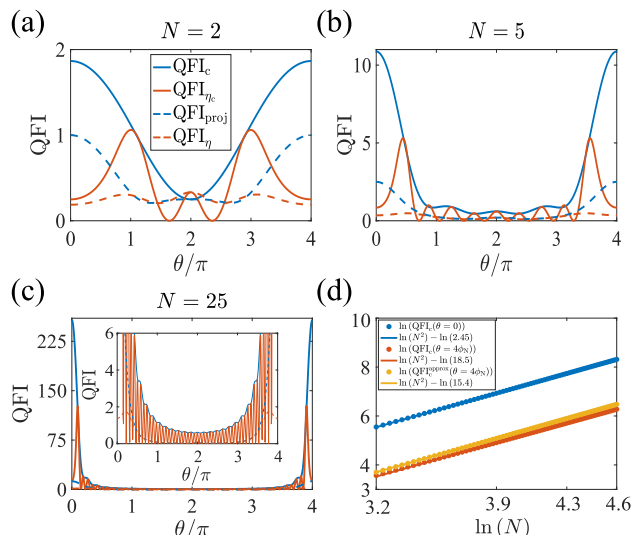 (a)
N = 2
QFI
2
1
0
QFI_c
QFI_{η_c}
QFI_proj
QFI_η
0 1 2 3 4
θ/π
(b)
N = 5
QFI
10
5
0
0 1 2 3 4
θ/π
(c)
N = 25
QFI
225
150
75
0
QFI
6
4
2
0
0 1 2 3 4
θ/π
0 1 2 3 4
θ/π
(d)
10
8
6
4
3
ln (QFI_c(θ = 0))
ln (N²) − ln (2.45)
ln (QFI_c(θ = 4ϕ_N))
ln (N²) − ln (18.5)
ln (QFI_c^approx(θ = 4ϕ_N))
ln (N²) − ln (15.4)
3.2 3.9 4.3 4.6
ln (N)